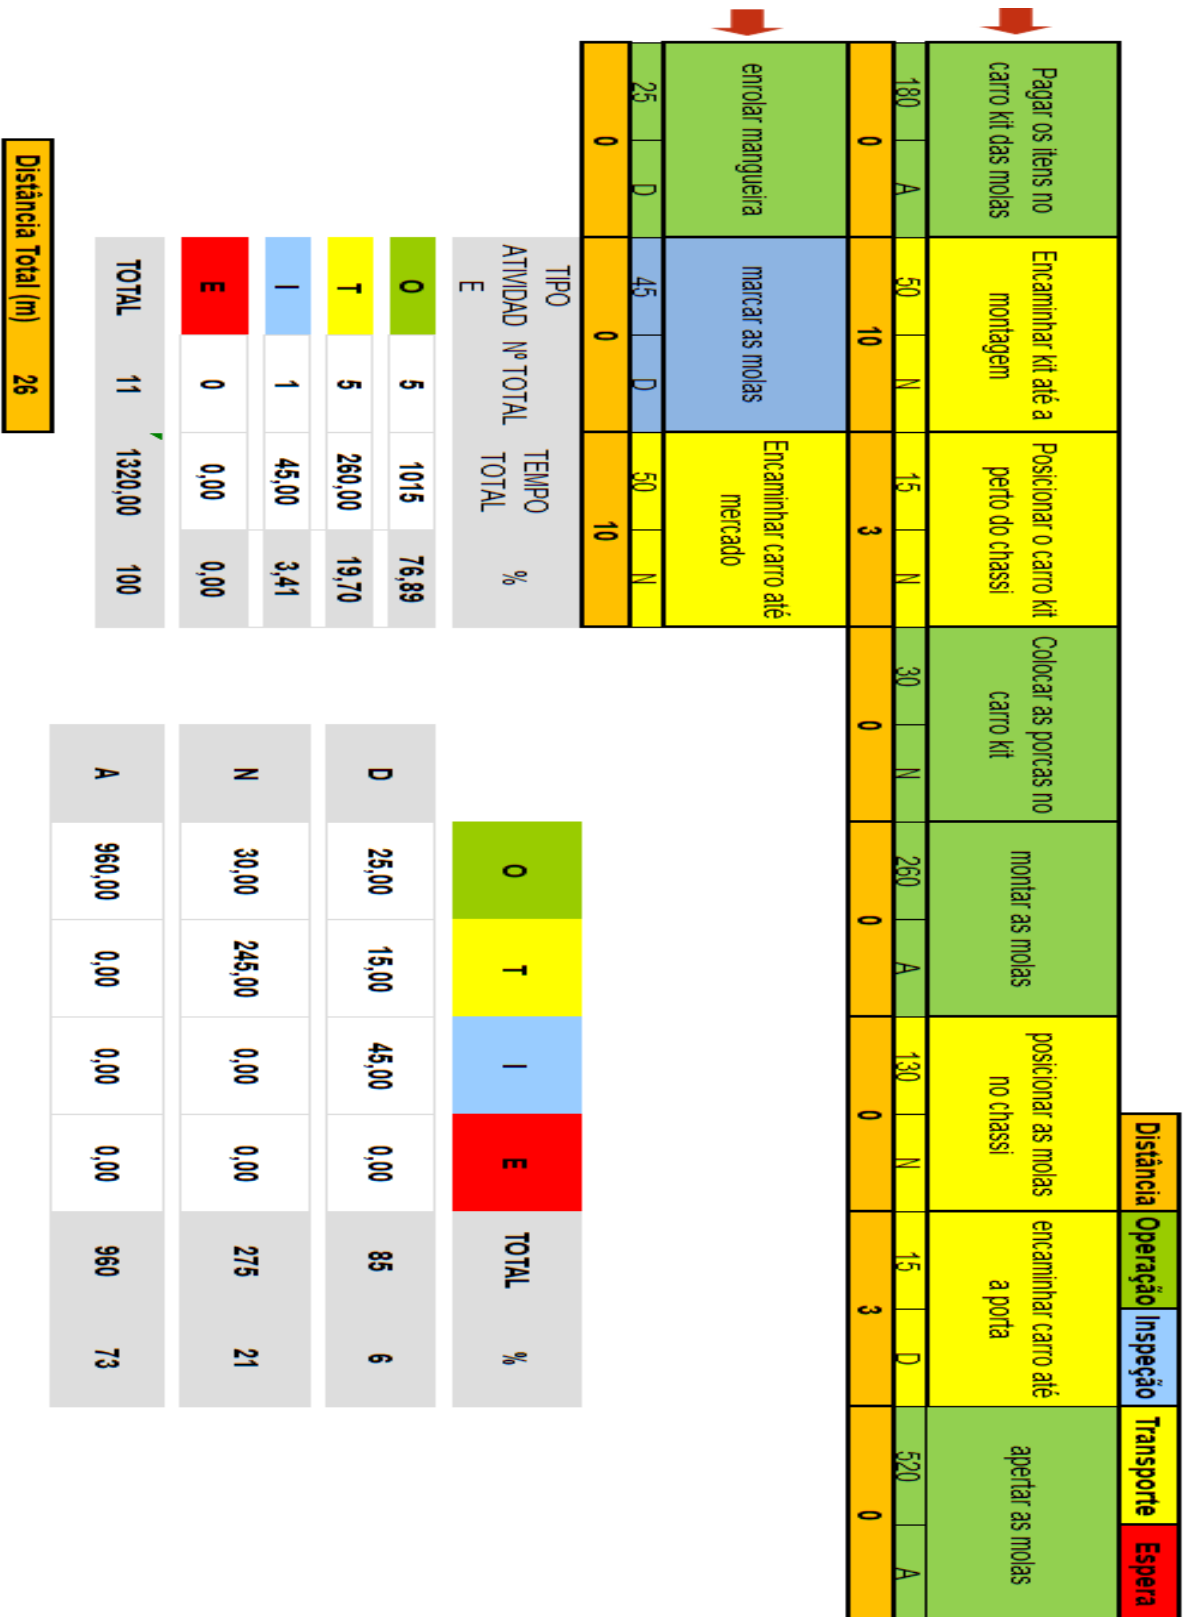 Distância Operação Inspeção Transporte Espera
Pagar os itens no
carro kit das molas
Encaminhar kit até a
montagem
Posicionar o carro kit
perto do chassi
Colocar as porcas no
carro kit
montar as molas
posicionar as molas
no chassi
encaminhar carro até
a porta
apertar as molas
180 A 50 N 15 N 30 N 260 A 130 N 15 D 520 A
0 10 3 0 0 0 3 0
enrolar mangueira
marcar as molas
Encaminhar carro até
mercado
25 D 45 D 50 N
0 0 10
TIPO
ATIVIDAD
E
Nº TOTAL
TEMPO
TOTAL
%
O 5 1015 76,89
T 5 260,00 19,70
I 1 45,00 3,41
E 0 0,00 0,00
TOTAL 11 1320,00 100
O T I E TOTAL %
D 25,00 15,00 45,00 0,00 85 6
N 30,00 245,00 0,00 0,00 275 21
A 960,00 0,00 0,00 0,00 960 73
Distância Total (m) 26